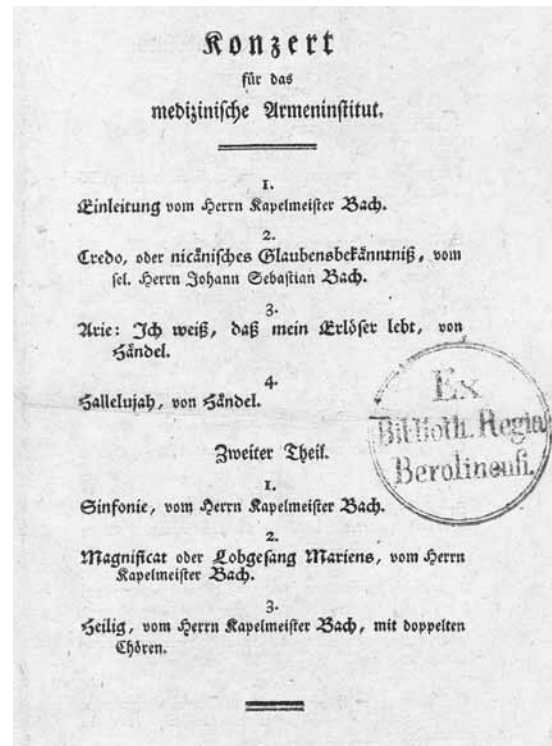 Konzert
für das
medizinische Armeninstitut.
1.
Einleitung vom Herrn Kapelmeister Bach.
2.
Credo, oder nicänisches Glaubensbekänntniß, vom
sel. Herrn Johann Sebastian Bach.
3.
Arie: Ich weiß, daß mein Erlöser lebt, von
Händel.
4.
Hallelujah, von Händel.
Ex
Biblioth. Regia
Berolinensi.
Zweiter Theil.
1.
Sinfonie, vom Herrn Kapelmeister Bach.
2.
Magnificat oder Lobgesang Mariens, vom Herrn
Kapelmeister Bach.
3.
Heilig, vom Herrn Kapelmeister Bach, mit doppelten
Chören.